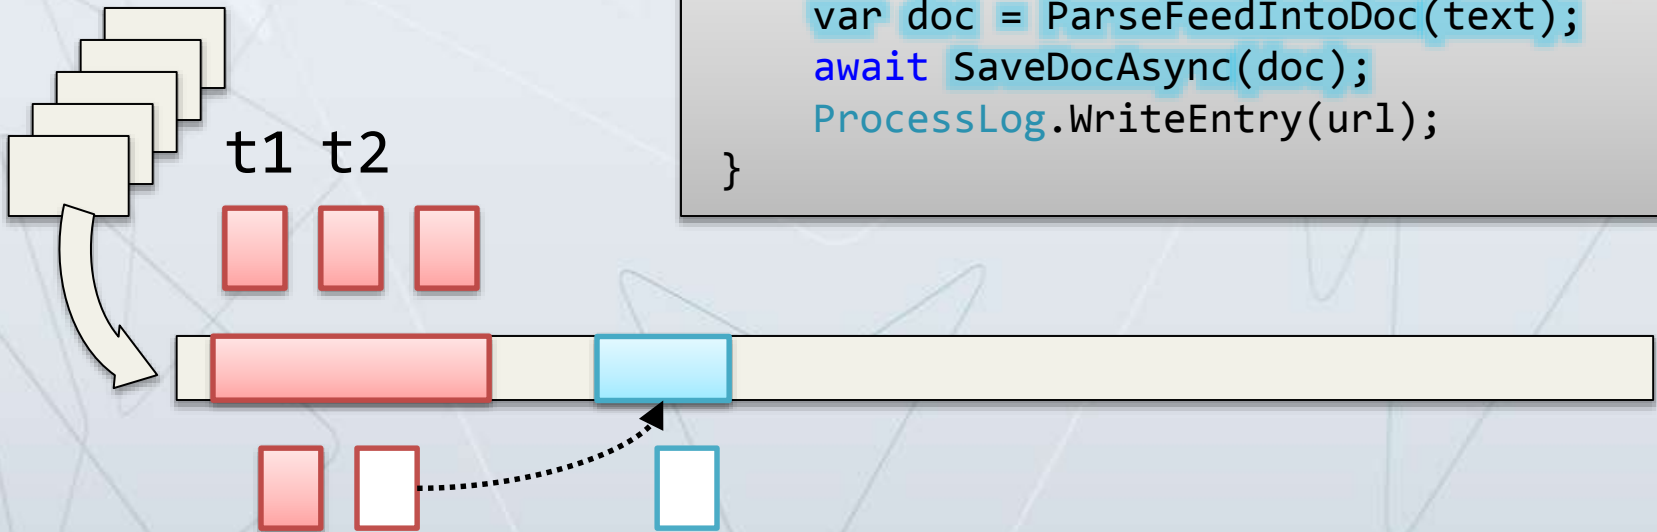 var doc = ParseFeedIntoDoc(text);
await SaveDocAsync(doc);
ProcessLog.WriteEntry(url);
}
t1 t2